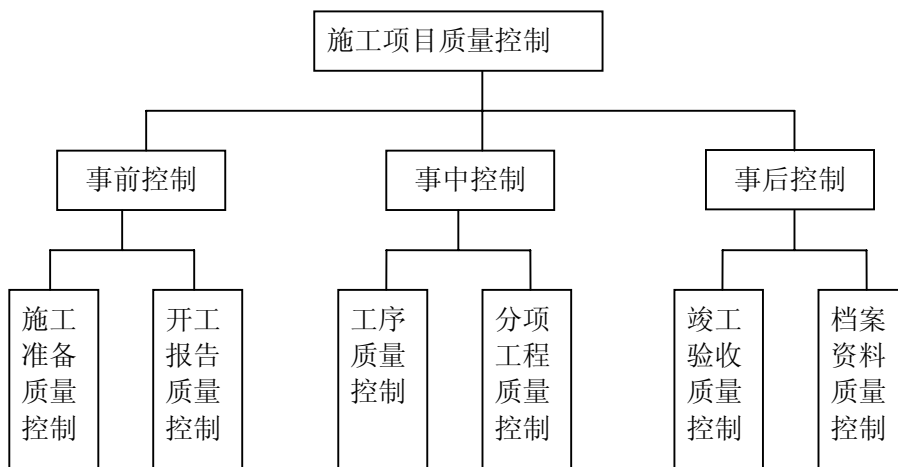 施工项目质量控制
事前控制
事中控制
事后控制
施工
准备
质量
控制
开工
报告
质量
控制
工序
质量
控制
分项
工程
质量
控制
竣工
验收
质量
控制
档案
资料
质量
控制